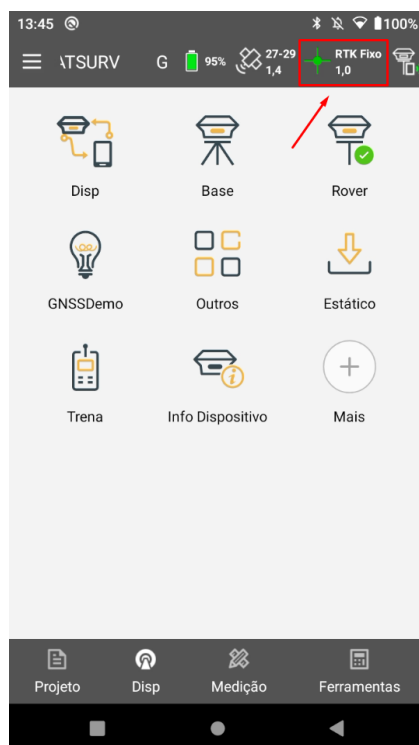 13:45 100%
ATSURV G 95% 27-29 RTK Fixo
1,4 1,0
Disp Base Rover
GNSSDemo Outros Estático
Trena Info Dispositivo Mais
Projeto Disp Medição Ferramentas